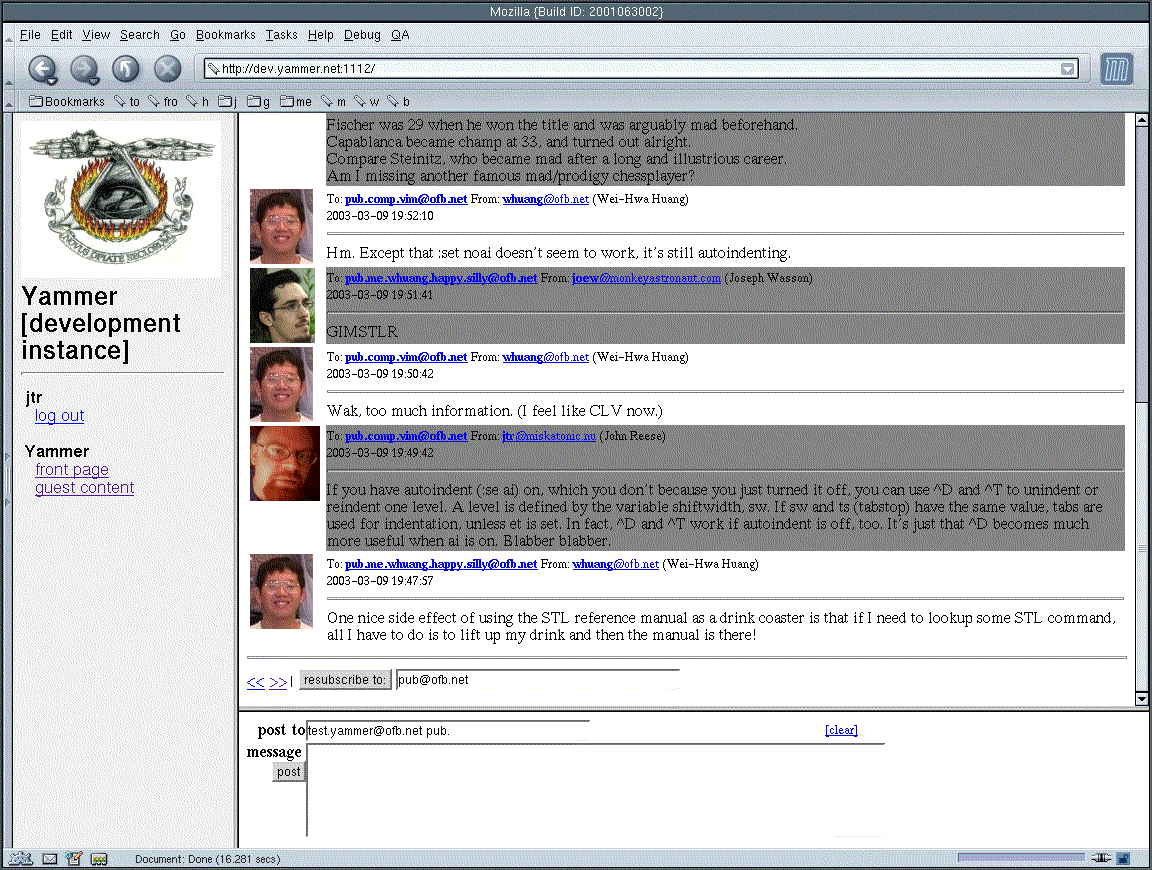 Mozilla {Build ID: 2001063002}
File Edit View Search Go Bookmarks Tasks Help Debug QA
http://dev.yammer.net:1112/
Bookmarks to fro h j g me m w b
NOVUS OPIATE SECLORUM
Yammer
[development
instance]
jtr
log out
Yammer
front page
guest content
Fischer was 29 when he won the title and was arguably mad beforehand.
Capablanca became champ at 33, and turned out alright.
Compare Steinitz, who became mad after a long and illustrious career.
Am I missing another famous mad/prodigy chessplayer?
To: pub.comp.vim@ofb.net From: whuang@ofb.net (Wei-Hwa Huang)
2003-03-09 19:52:10
Hm. Except that :set noai doesn't seem to work, it's still autoindenting.
To: pub.me.whuang.happy.silly@ofb.net From: joew@monkeyastronaut.com (Joseph Wasson)
2003-03-09 19:51:41
GIMSTLR
To: pub.comp.vim@ofb.net From: whuang@ofb.net (Wei-Hwa Huang)
2003-03-09 19:50:42
Wak, too much information. (I feel like CLV now.)
To: pub.comp.vim@ofb.net From: jtr@miskatonic.nu (John Reese)
2003-03-09 19:49:42
If you have autoindent (:se ai) on, which you don't because you just turned it off, you can use ^D and ^T to unindent or
reindent one level. A level is defined by the variable shiftwidth, sw. If sw and ts (tabstop) have the same value, tabs are
used for indentation, unless et is set. In fact, ^D and ^T work if autoindent is off, too. It's just that ^D becomes much
more useful when ai is on. Blabber blabber.
To: pub.me.whuang.happy.silly@ofb.net From: whuang@ofb.net (Wei-Hwa Huang)
2003-03-09 19:47:57
One nice side effect of using the STL reference manual as a drink coaster is that if I need to lookup some STL command,
all I have to do is to lift up my drink and then the manual is there!
<< >> | resubscribe to: pub@ofb.net
post to test.yammer@ofb.net pub. [clear]
message
post
Document: Done (16.281 secs)